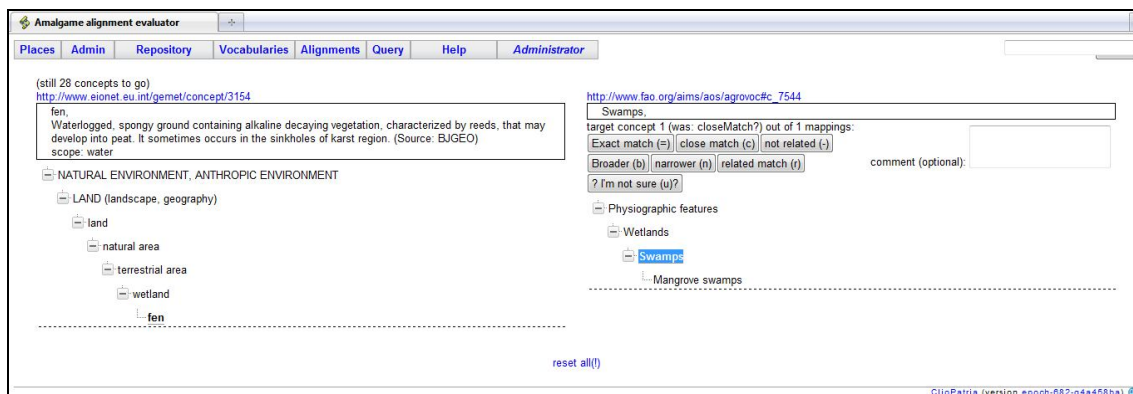 Amalgame alignment evaluator
Places Admin Repository Vocabularies Alignments Query Help Administrator
(still 28 concepts to go)
http://www.eionet.eu.int/gemet/concept/3154
fen,
Waterlogged, spongy ground containing alkaline decaying vegetation, characterized by reeds, that may
develop into peat. It sometimes occurs in the sinkholes of karst region. (Source: BJGEO)
scope: water
NATURAL ENVIRONMENT, ANTHROPIC ENVIRONMENT
LAND (landscape, geography)
land
natural area
terrestrial area
wetland
fen
http://www.fao.org/aims/aos/agrovoc#c_7544
Swamps,
target concept 1 (was: closeMatch?) out of 1 mappings:
Exact match (=) close match (c) not related (-)
Broader (b) narrower (n) related match (r) comment (optional):
? I'm not sure (u)?
Physiographic features
Wetlands
Swamps
Mangrove swamps
reset all(!)
ClioPatria (version epoch-682-g4a458ba)